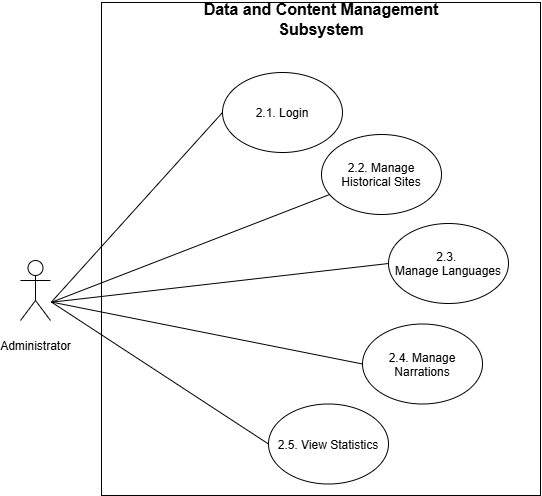 Data and Content Management
Subsystem
2.1. Login
2.2. Manage
Historical Sites
2.3.
Manage Languages
Administrator
2.4. Manage
Narrations
2.5. View Statistics